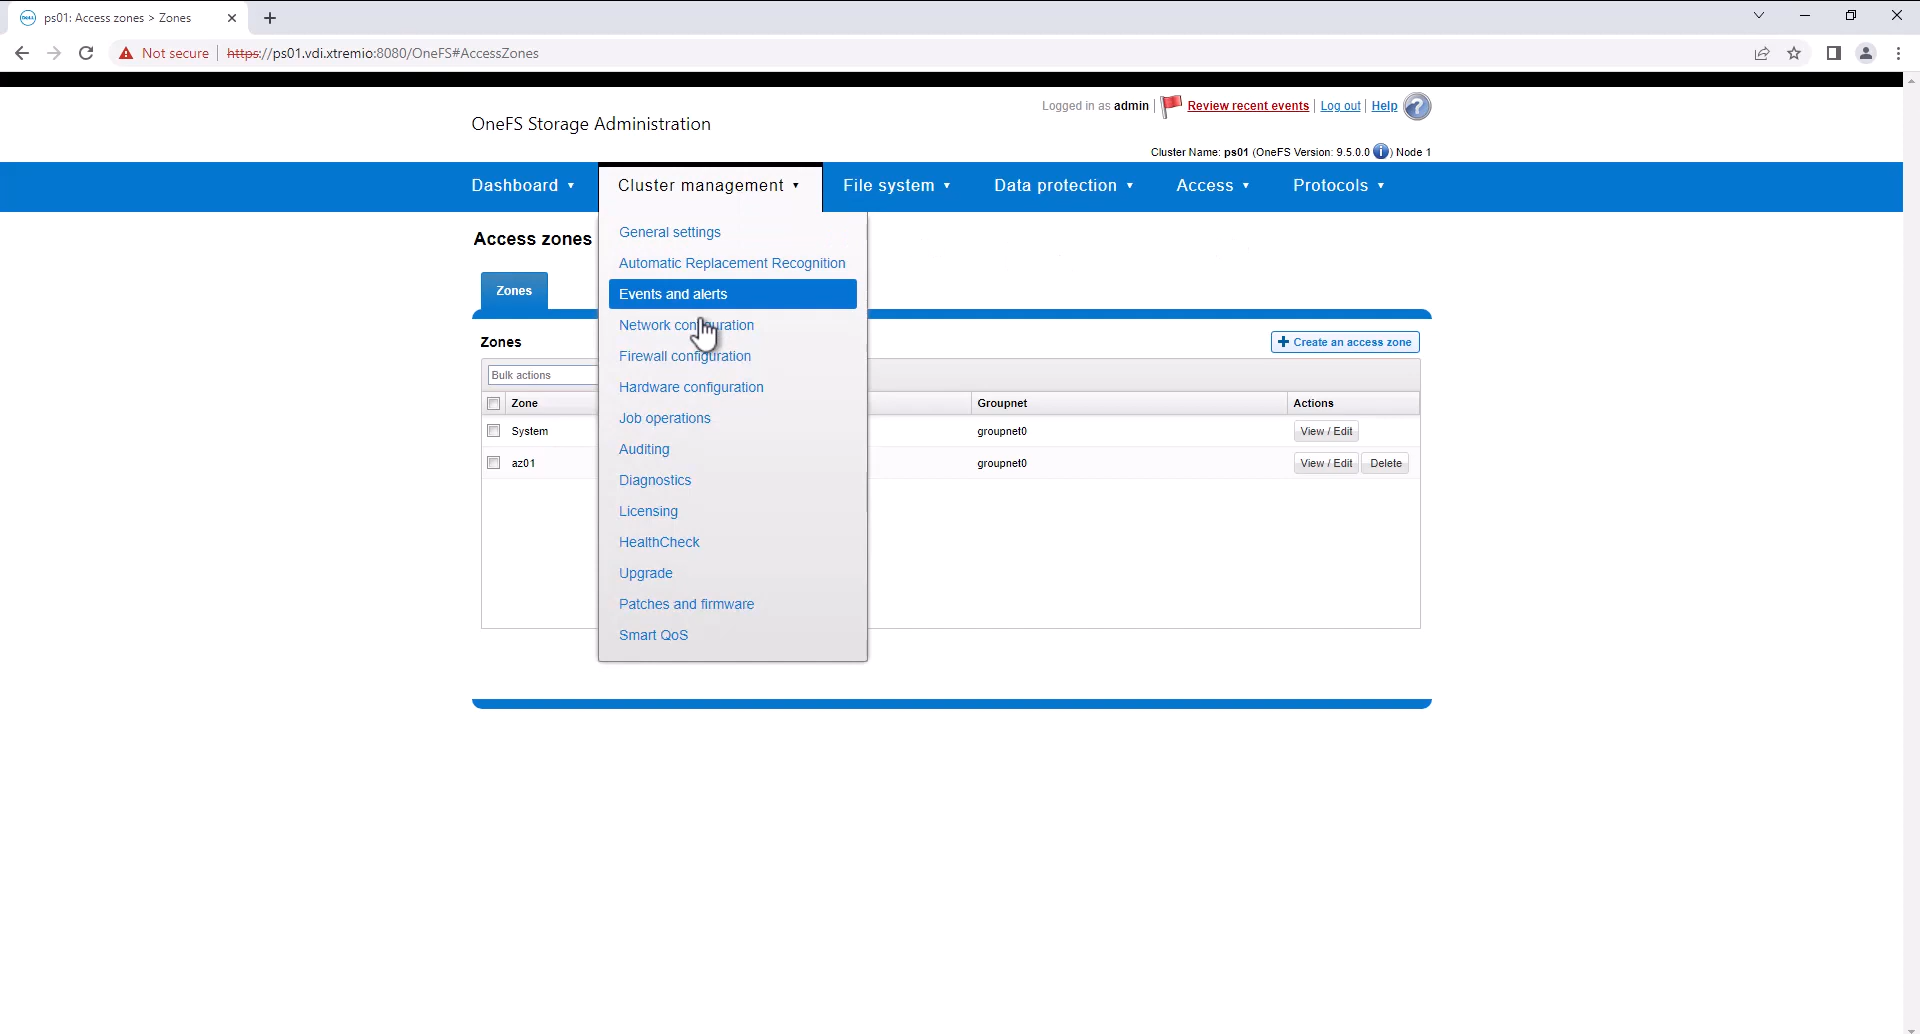 ps01: Access zones > Zones
Not secure https://ps01.vdi.xtremio:8080/OneFS#AccessZones
Logged in as admin | Review recent events | Log out | Help
OneFS Storage Administration
Cluster Name: ps01 (OneFS Version: 9.5.0.0 ) Node 1
Dashboard Cluster management File system Data protection Access Protocols
General settings
Access zones
Automatic Replacement Recognition
Zones
Events and alerts
Network configuration
Zones
Create an access zone
Firewall configuration
Bulk actions
Hardware configuration
Zone Groupnet Actions
Job operations
System groupnet0 View / Edit
Auditing
az01 groupnet0 View / Edit Delete
Diagnostics
Licensing
HealthCheck
Upgrade
Patches and firmware
Smart QoS